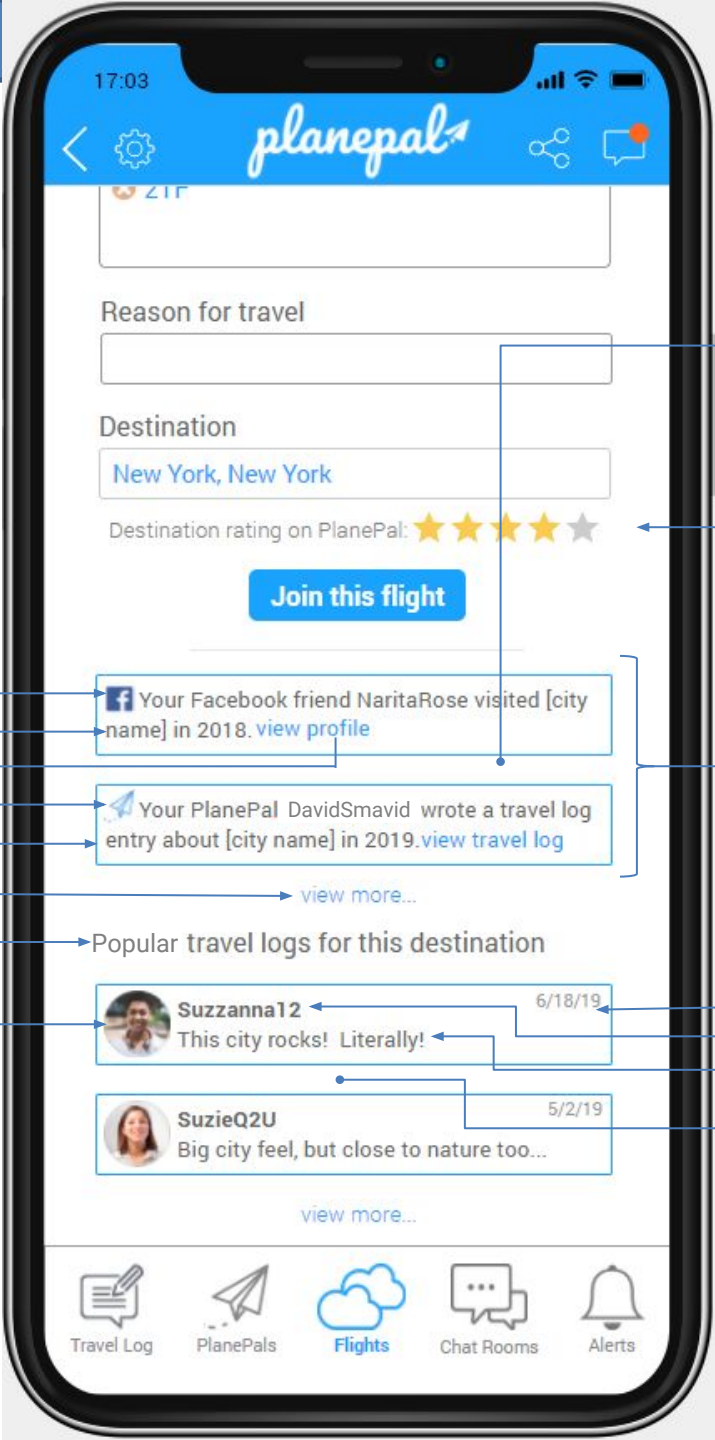 17:03
planepal
21F
Reason for travel
Destination
New York, New York
Destination rating on PlanePal:
Join this flight
Your Facebook friend NaritaRose visited [city
name] in 2018. view profile
Your PlanePal DavidSmavid wrote a travel log
entry about [city name] in 2019.view travel log
view more...
Popular travel logs for this destination
Suzzanna12 6/18/19
This city rocks! Literally!
SuzieQ2U 5/2/19
Big city feel, but close to nature too...
view more...
Travel Log PlanePals Flights Chat Rooms Alerts